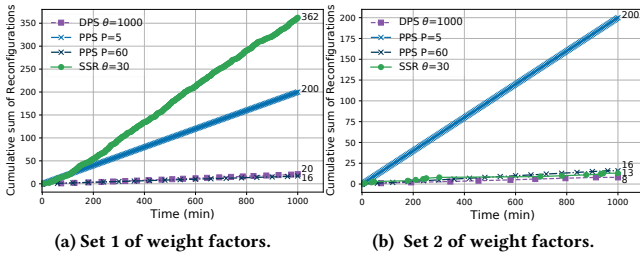 Cumulative sum of Reconfigurations
350
300
250
200
150
100
50
0
DPS θ=1000
PPS P=5
PPS P=60
SSR θ=30
362
200
20
16
0 200 400 600 800 1000
Time (min)
(a) Set 1 of weight factors.
Cumulative sum of Reconfigurations
200
175
150
125
100
75
50
25
0
DPS θ=1000
PPS P=5
PPS P=60
SSR θ=30
200
16
13
8
0 200 400 600 800 1000
Time (min)
(b) Set 2 of weight factors.